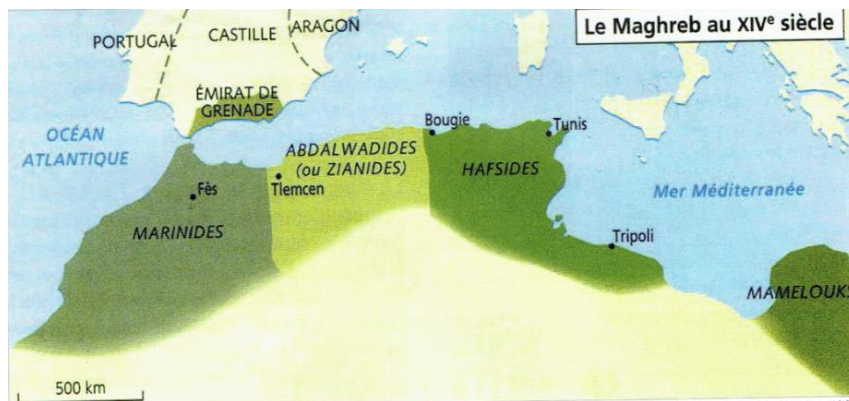 Le Maghreb au XIVe siècle
PORTUGAL
CASTILLE
ARAGON
ÉMIRAT DE
GRENADE
OCÉAN
ATLANTIQUE
Bougie
Tunis
ABDALWADIDES
(ou ZIANIDES)
HAFSIDES
Mer Méditerranée
Fès
Tlemcen
MARINIDES
Tripoli
MAMELOUKS
500 km